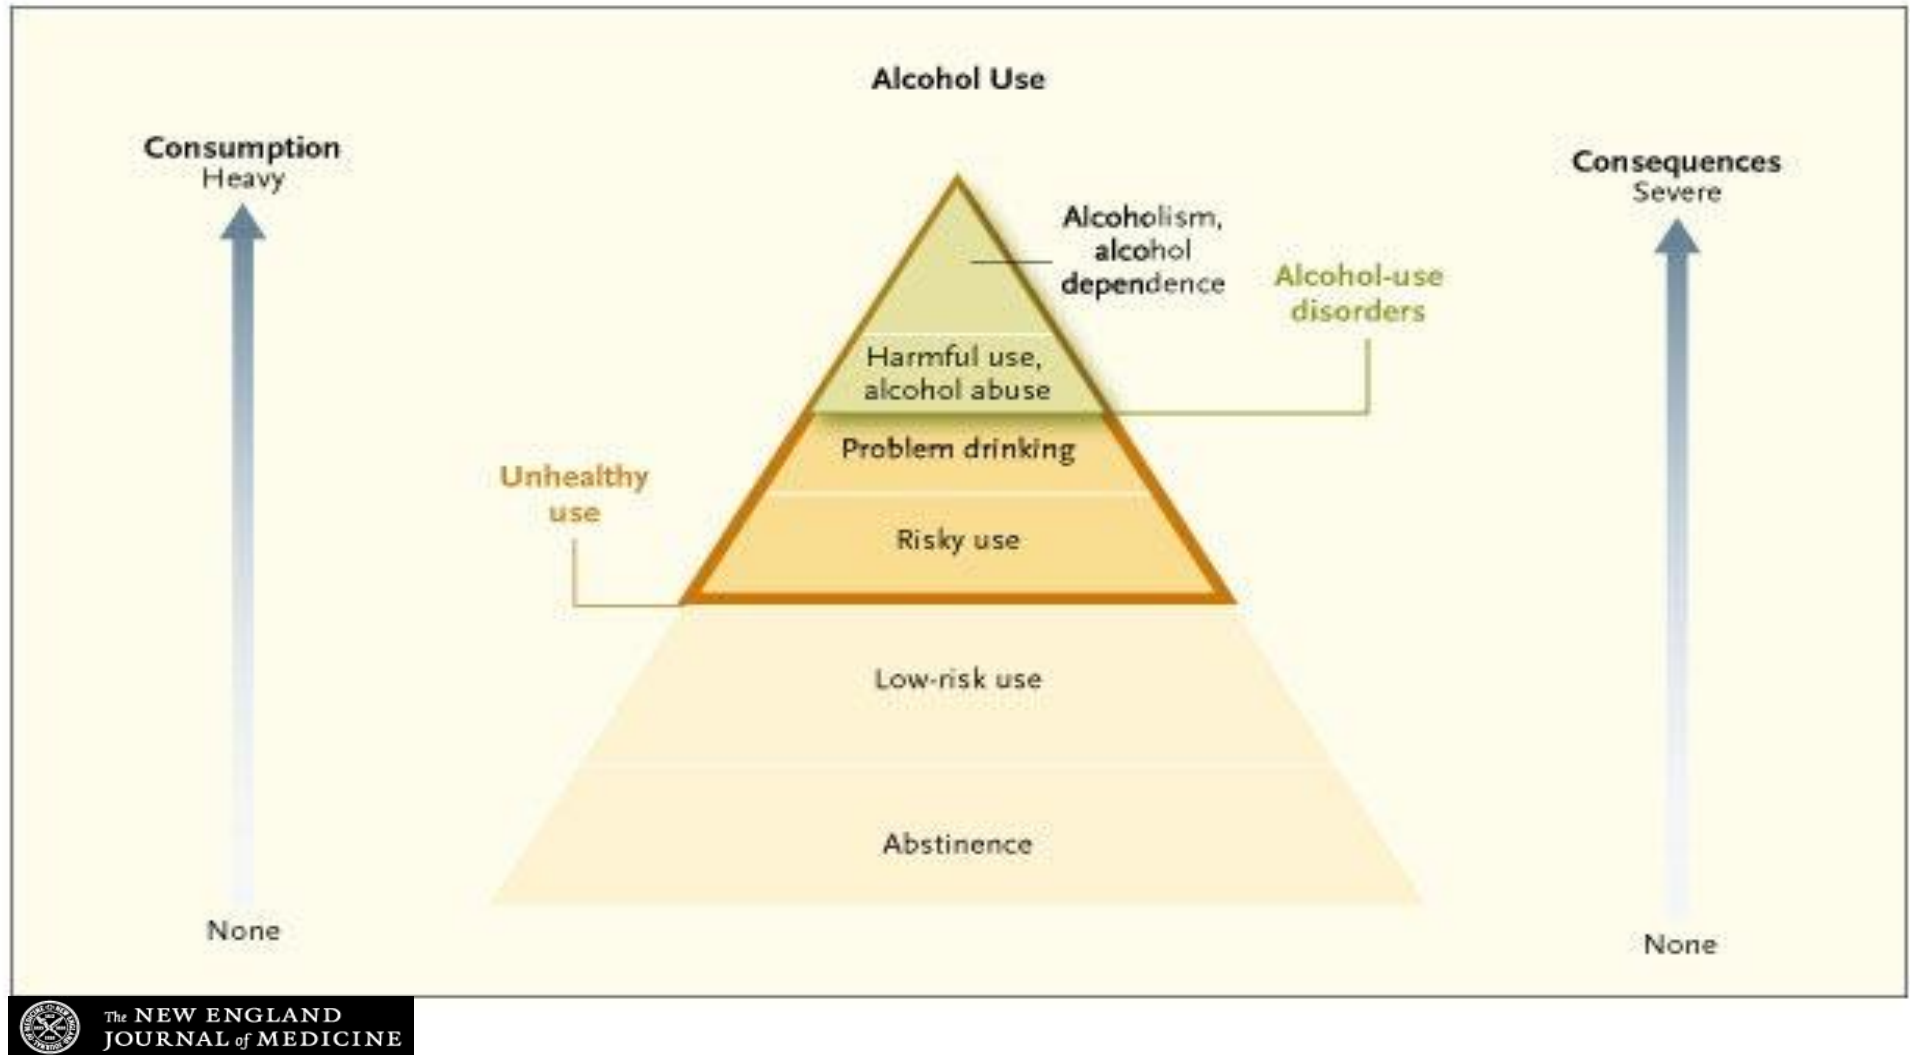 Alcohol Use
Consumption
Heavy
Consequences
Severe
Alcoholism,
alcohol
dependence
Alcohol-use
disorders
Harmful use,
alcohol abuse
Problem drinking
Unhealthy
use
Risky use
Low-risk use
Abstinence
None
None
The NEW ENGLAND
JOURNAL of MEDICINE